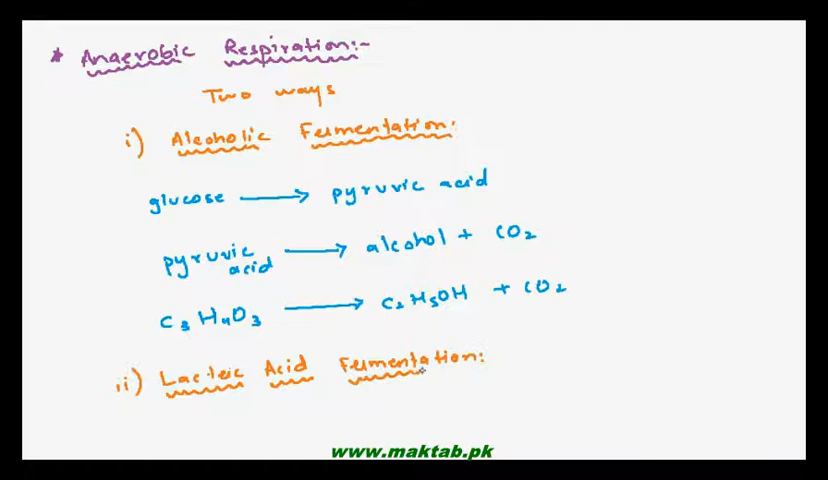 * Anaerobic Respiration:-
Two ways
i) Alcoholic Fermentation:
glucose → pyruvic acid
pyruvic acid → alcohol + CO2
C3H4O3 → C2H5OH + CO2
ii) Lacteic Acid Fermentation:
www.maktab.pk